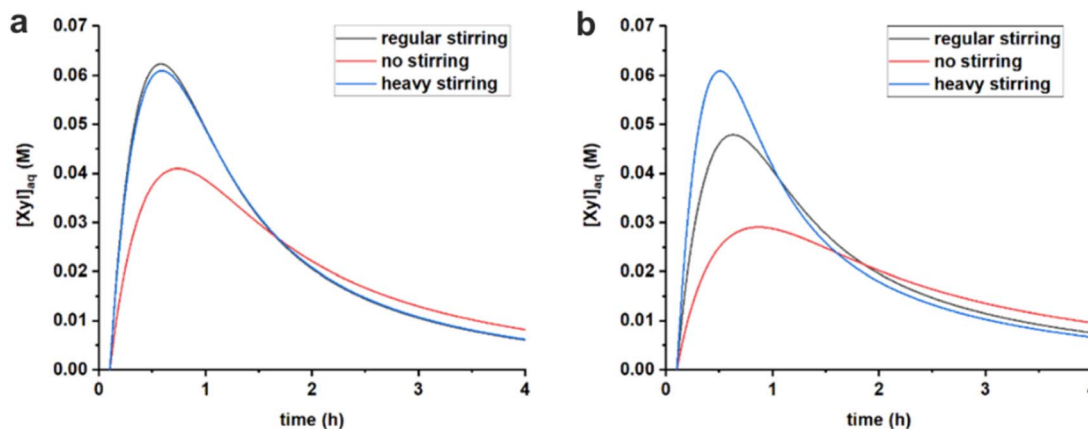 a
0.07
0.06
0.05
0.04
0.03
0.02
0.01
0.00
[Xyl]aq (M)
regular stirring
no stirring
heavy stirring
0 1 2 3 4
time (h)
b
0.07
0.06
0.05
0.04
0.03
0.02
0.01
0.00
[Xyl]aq (M)
regular stirring
no stirring
heavy stirring
0 1 2 3 4
time (h)